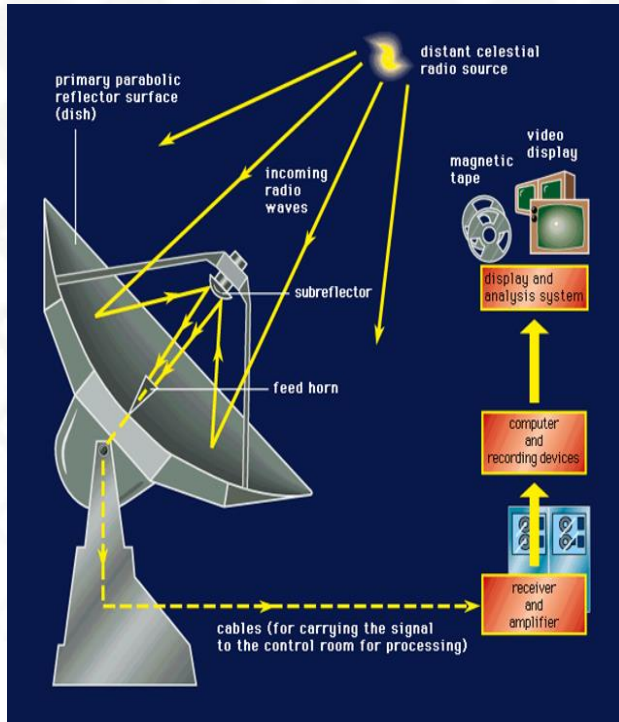 distant celestial
radio source
primary parabolic
reflector surface
(dish)
incoming
radio
waves
video
display
magnetic
tape
subreflector
display and
analysis system
feed horn
computer
and
recording devices
receiver
and
amplifier
cables (for carrying the signal
to the control room for processing)